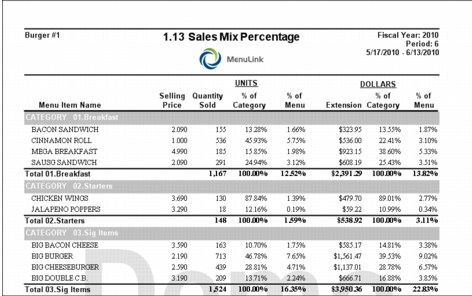 Burger #1
1.13 Sales Mix Percentage
Fiscal Year: 2010
Period: 6
5/17/2010 - 6/13/2010
MenuLink
UNITS DOLLARS
Selling Quantity % of % of % of % of
Menu Item Name Price Sold Category Menu Extension Category Menu
CATEGORY 01.Breakfast
BACON SANDWICH 2.090 155 13.28% 1.66% $323.95 13.55% 1.87%
CINNAMON ROLL 1.000 536 45.93% 5.75% $536.00 22.41% 3.10%
MEGA BREAKFAST 4.990 185 15.85% 1.98% $923.15 38.60% 5.33%
SAUSG SANDWICH 2.090 291 24.94% 3.12% $608.19 25.43% 3.51%
Total 01.Breakfast 1,167 100.00% 12.52% $2,391.29 100.00% 13.82%
CATEGORY 02.Starters
CHICKEN WINGS 3.690 130 87.84% 1.39% $479.70 89.01% 2.77%
JALAPENO POPPERS 3.290 18 12.16% 0.19% $59.22 10.99% 0.34%
Total 02.Starters 148 100.00% 1.59% $538.92 100.00% 3.11%
CATEGORY 03.Sig Items
BIG BACON CHEESE 3.590 163 10.70% 1.75% $585.17 14.81% 3.38%
BIG BURGER 2.190 713 46.78% 7.65% $1,561.47 39.53% 9.02%
BIG CHEESEBURGER 2.590 439 28.81% 4.71% $1,137.01 28.78% 6.57%
BIG DOUBLE C.B. 3.190 209 13.71% 2.24% $666.71 16.88% 3.85%
Total 03.Sig Items 1,524 100.00% 16.35% $3,950.36 100.00% 22.83%